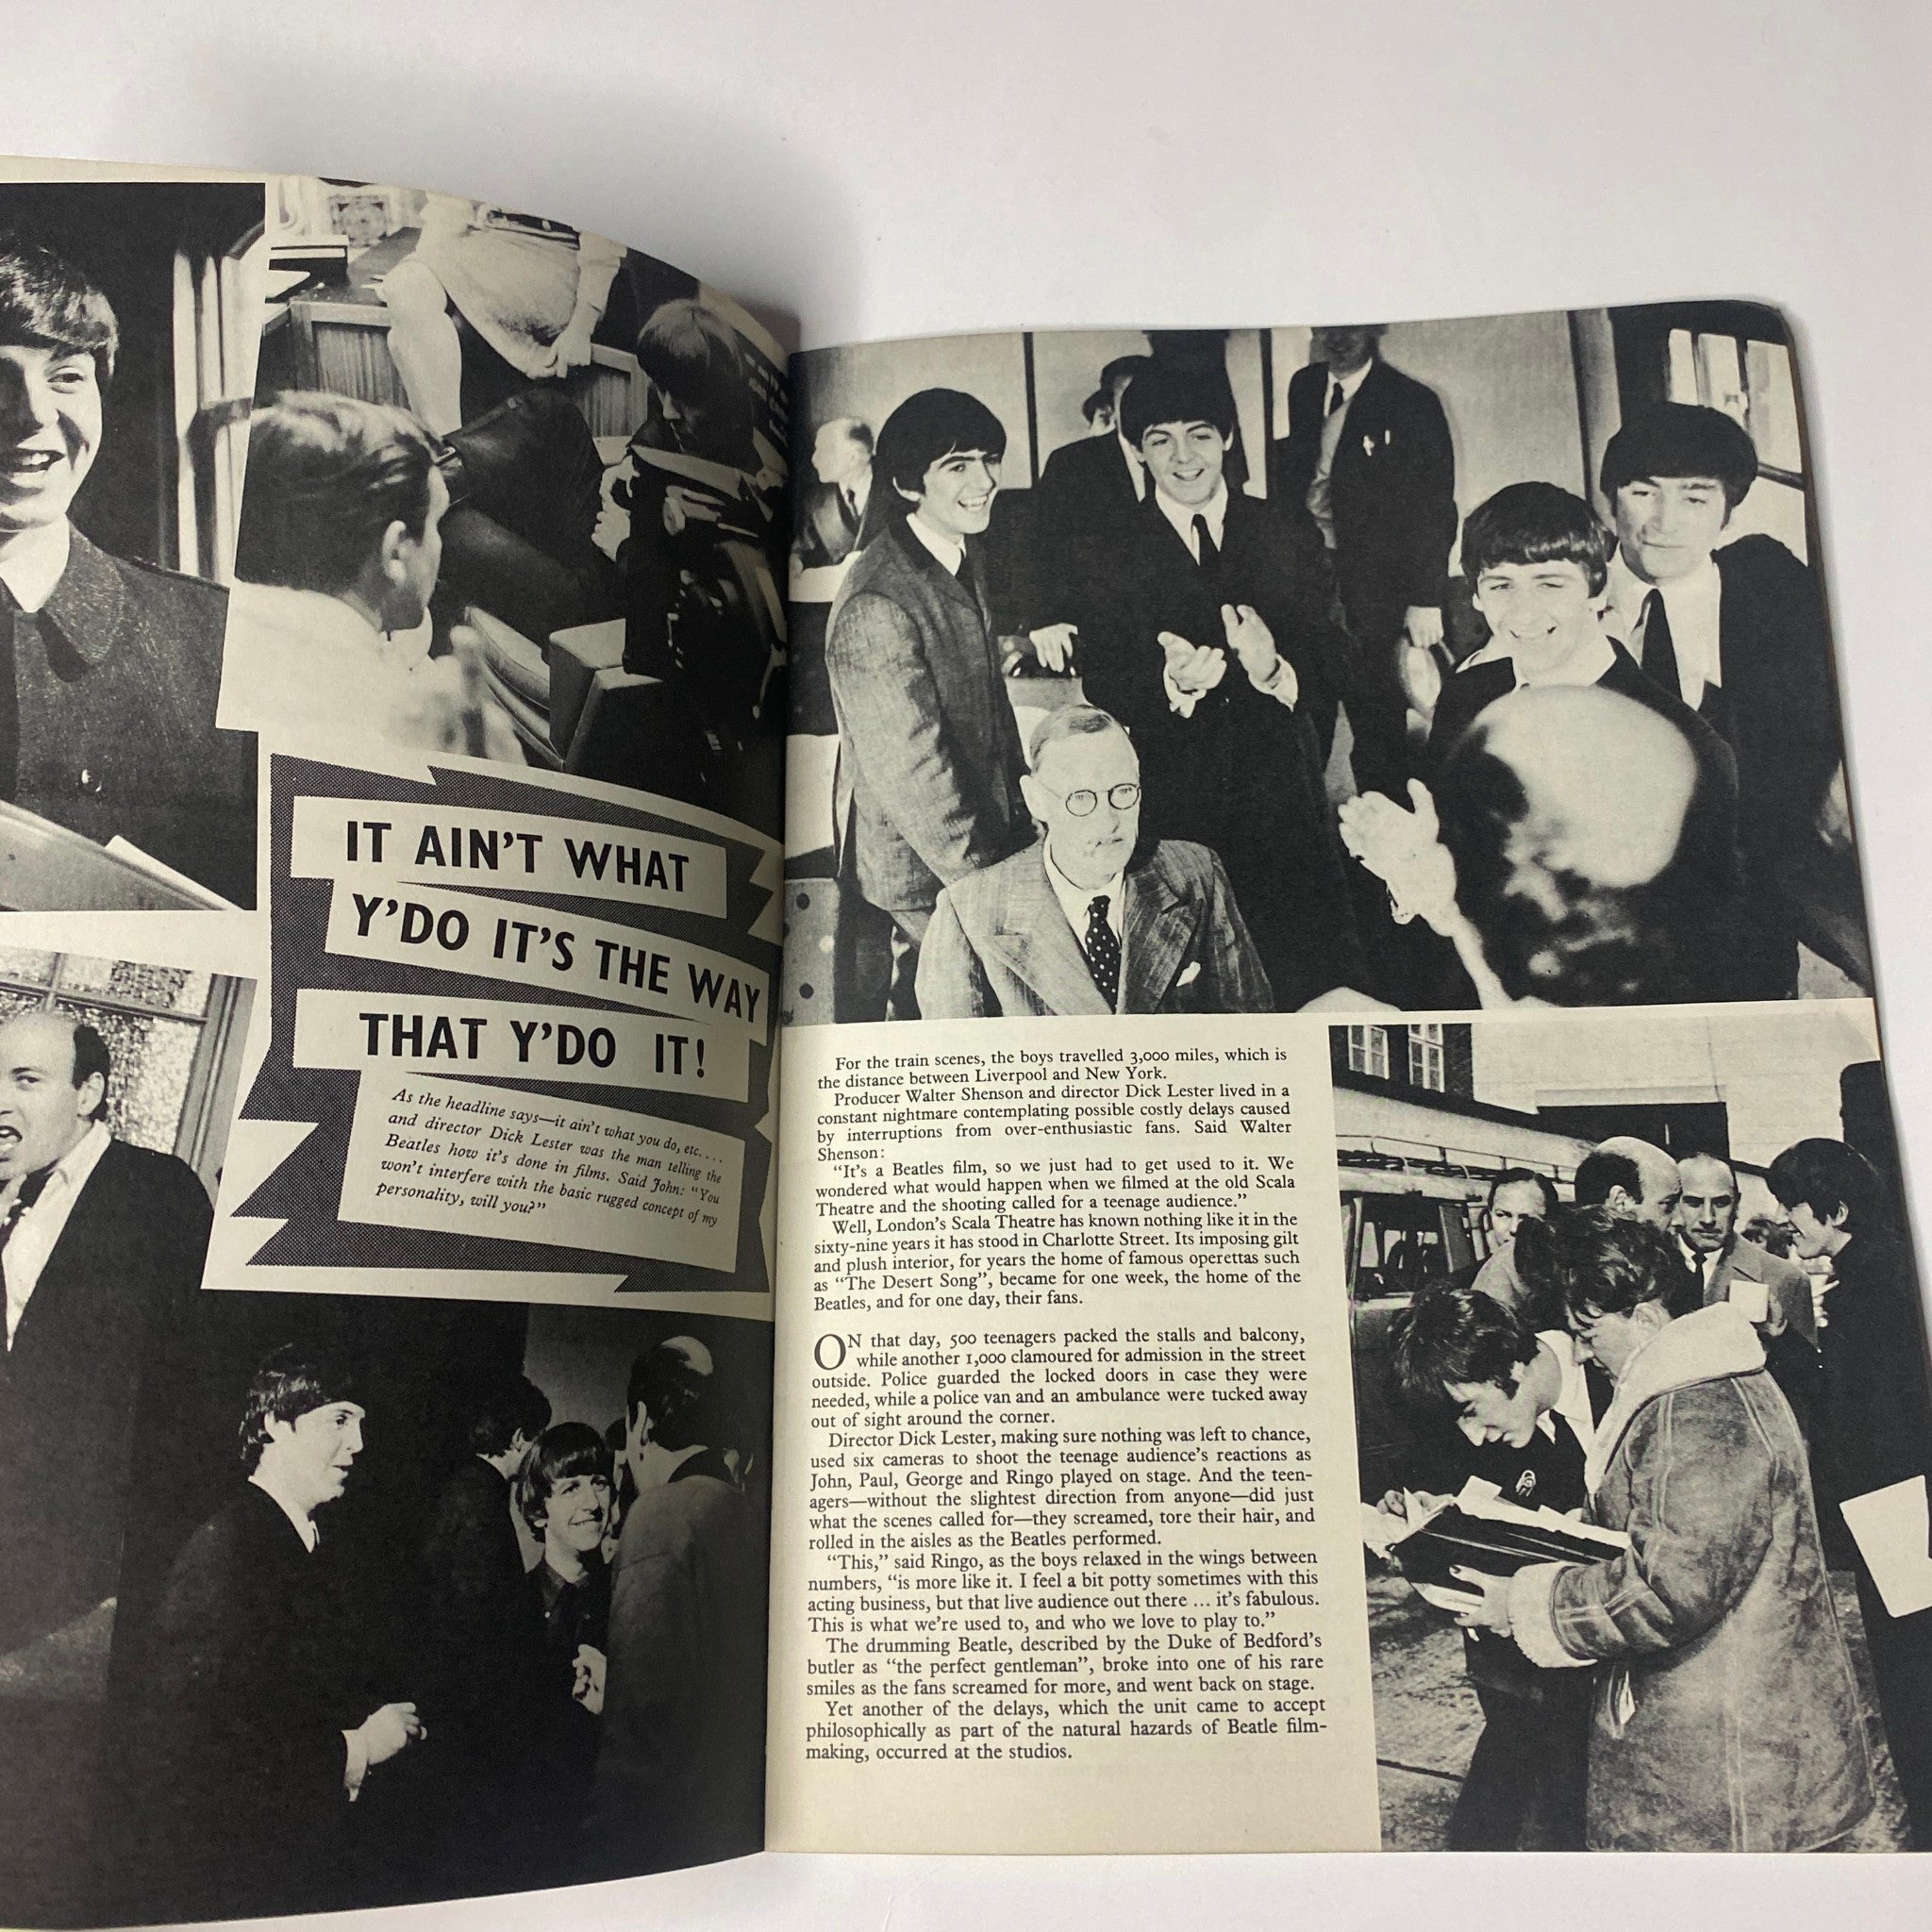 IT AIN'T WHAT
Y'DO IT'S THE WAY
THAT Y'DO IT!
As the headline says—it ain't what you do, etc. . . .
and director Dick Lester was the man telling the
Beatles how it's done in films. Said John: "You
won't interfere with the basic rugged concept of my
personality, will you?"
For the train scenes, the boys travelled 3,000 miles, which is
the distance between Liverpool and New York.
Producer Walter Shenson and director Dick Lester lived in a
constant nightmare contemplating possible costly delays caused
by interruptions from over-enthusiastic fans. Said Walter
Shenson:
"It's a Beatles film, so we just had to get used to it. We
wondered what would happen when we filmed at the old Scala
Theatre and the shooting called for a teenage audience."
Well, London's Scala Theatre has known nothing like it in the
sixty-nine years it has stood in Charlotte Street. Its imposing gilt
and plush interior, for years the home of famous operettas such
as "The Desert Song", became for one week, the home of the
Beatles, and for one day, their fans.
ON that day, 500 teenagers packed the stalls and balcony,
while another 1,000 clamoured for admission in the street
outside. Police guarded the locked doors in case they were
needed, while a police van and an ambulance were tucked away
out of sight around the corner.
Director Dick Lester, making sure nothing was left to chance,
used six cameras to shoot the teenage audience's reactions as
John, Paul, George and Ringo played on stage. And the teen-
agers—without the slightest direction from anyone—did just
what the scenes called for—they screamed, tore their hair, and
rolled in the aisles as the Beatles performed.
"This," said Ringo, as the boys relaxed in the wings between
numbers, "is more like it. I feel a bit potty sometimes with this
acting business, but that live audience out there ... it's fabulous.
This is what we're used to, and who we love to play to."
The drumming Beatle, described by the Duke of Bedford's
butler as "the perfect gentleman", broke into one of his rare
smiles as the fans screamed for more, and went back on stage.
Yet another of the delays, which the unit came to accept
philosophically as part of the natural hazards of Beatle film-
making, occurred at the studios.